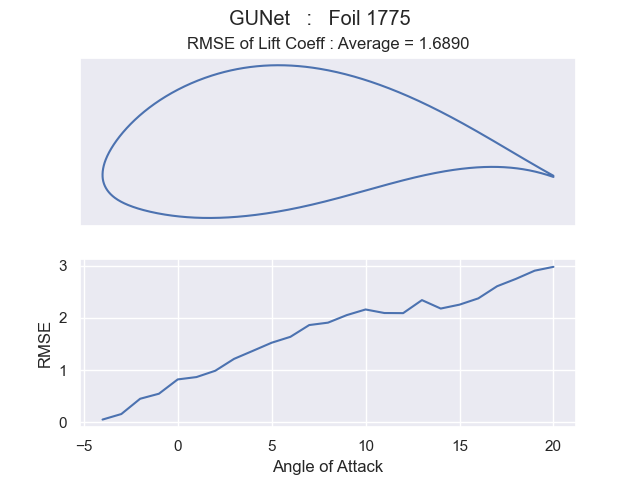 GUNet : Foil 1775
RMSE of Lift Coeff : Average = 1.6890
3
2
1
0
RMSE
−5 0 5 10 15 20
Angle of Attack